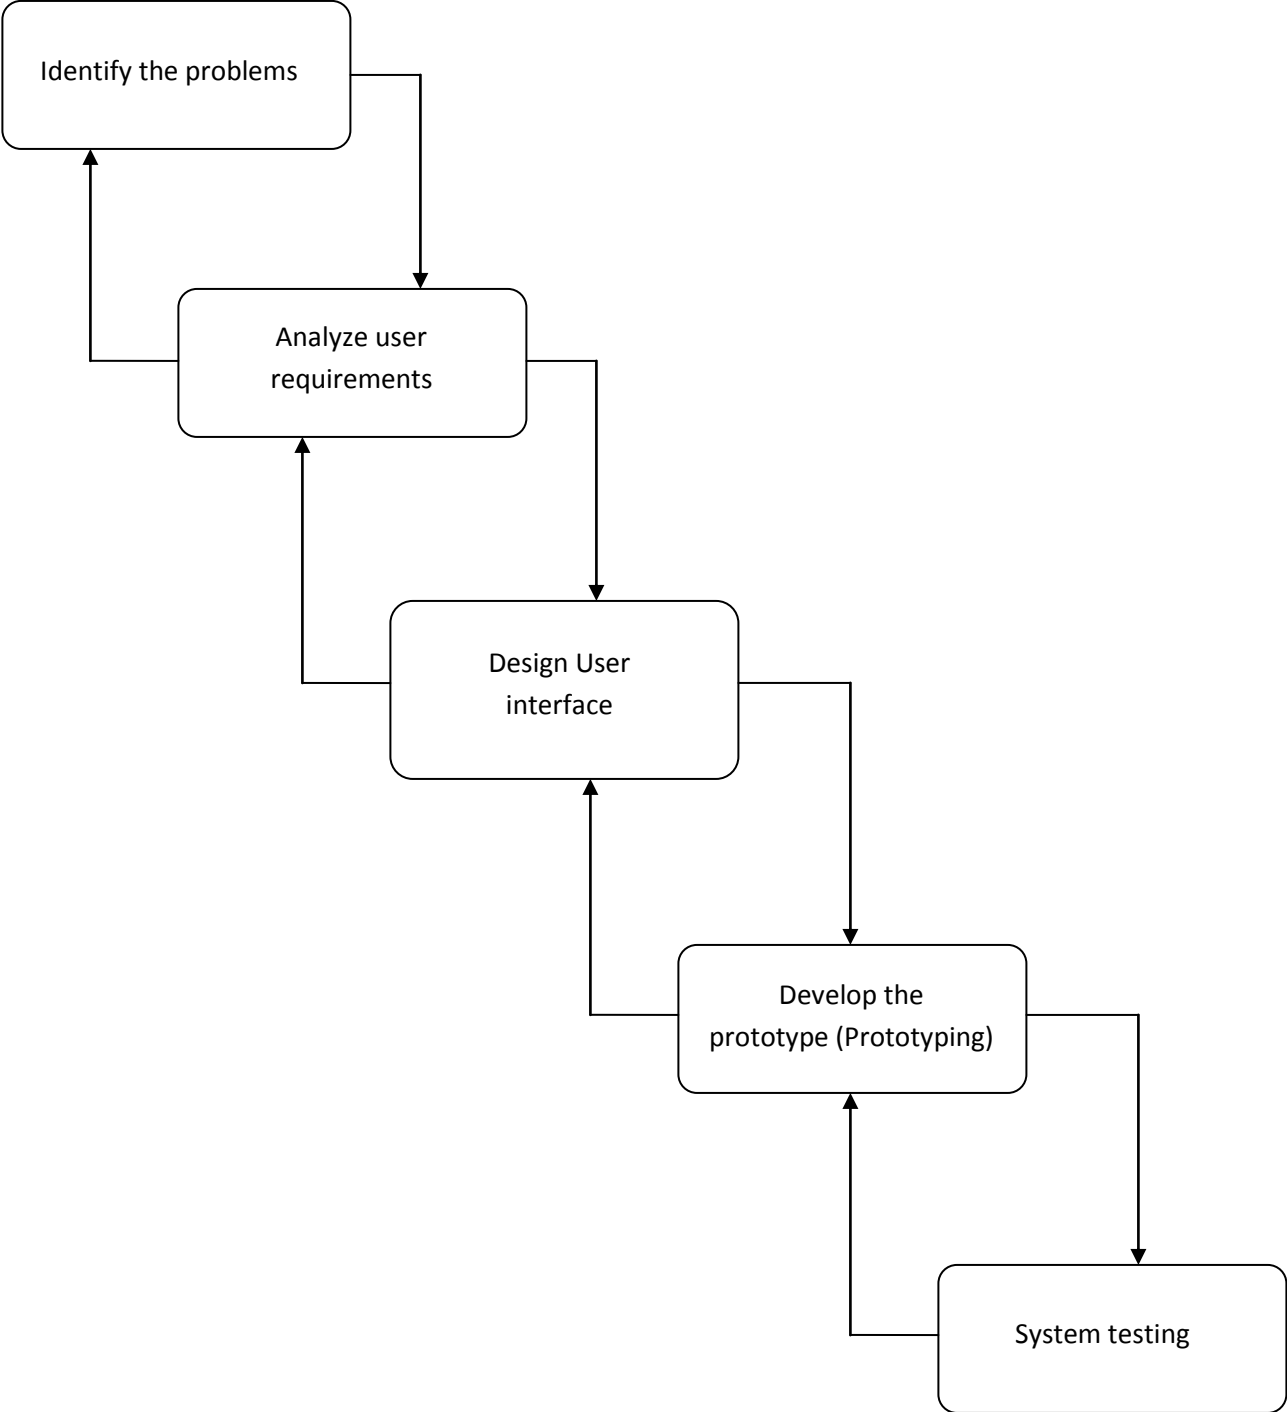 Identify the problems
Analyze user
requirements
Design User
interface
Develop the
prototype (Prototyping)
System testing